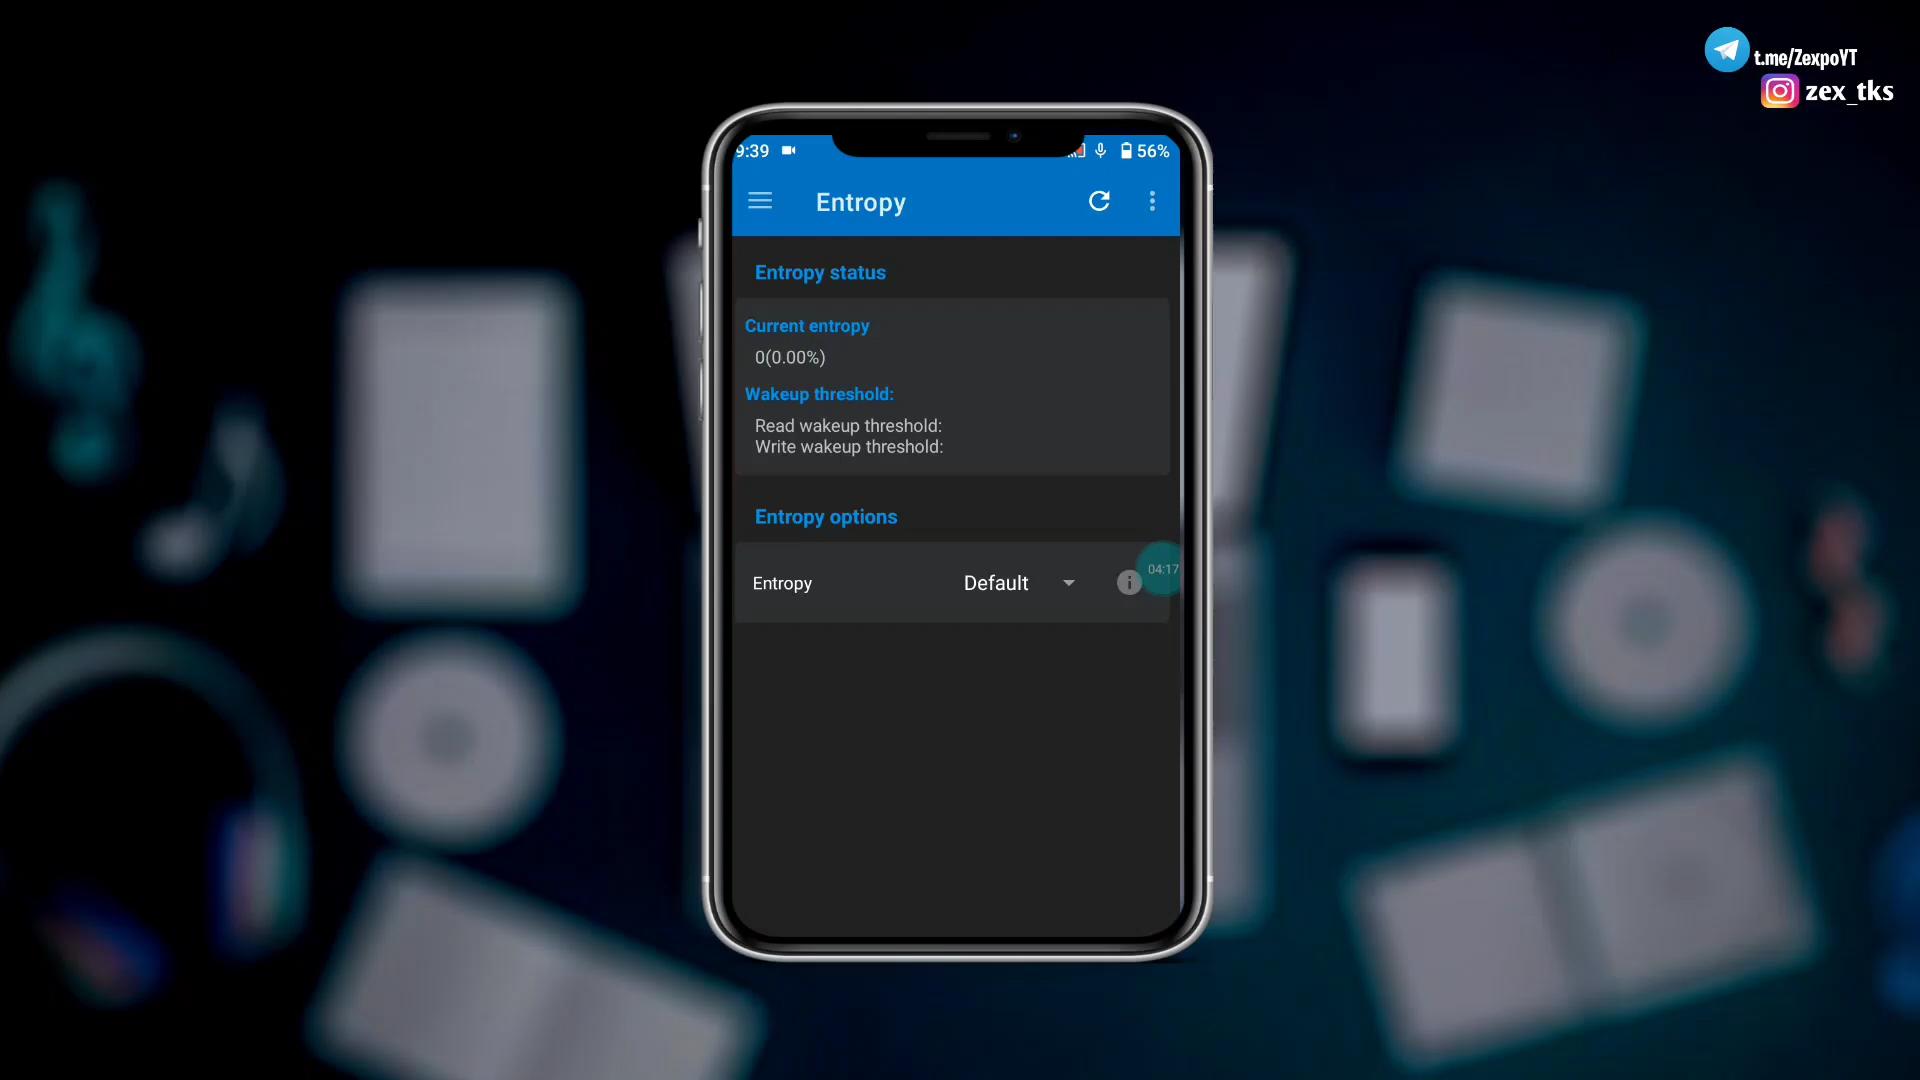 t.me/ZexpoYT
zex_tks
9:39
56%
Entropy
Entropy status
Current entropy
0(0.00%)
Wakeup threshold:
Read wakeup threshold:
Write wakeup threshold:
Entropy options
Entropy Default
04:17